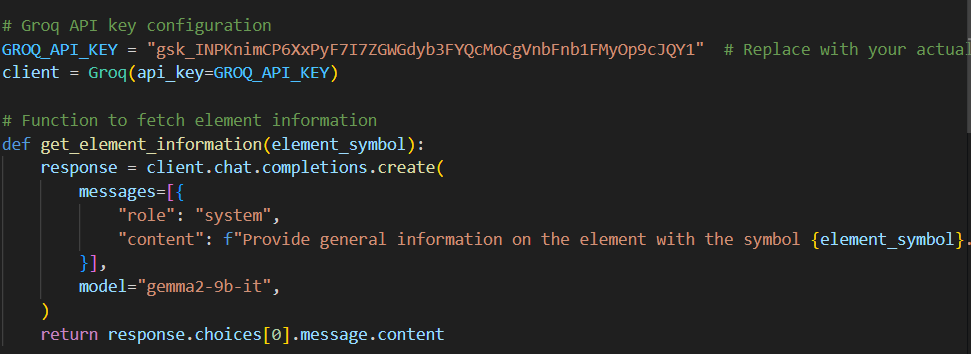 # Groq API key configuration
GROQ_API_KEY = "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"  # Replace with your actual
client = Groq(api_key=GROQ_API_KEY)
# Function to fetch element information
def get_element_information(element_symbol):
    response = client.chat.completions.create(
        messages=[{
            "role": "system",
            "content": f"Provide general information on the element with the symbol {element_symbol}.
        }],
        model="gemma2-9b-it",
    )
    return response.choices[0].message.content